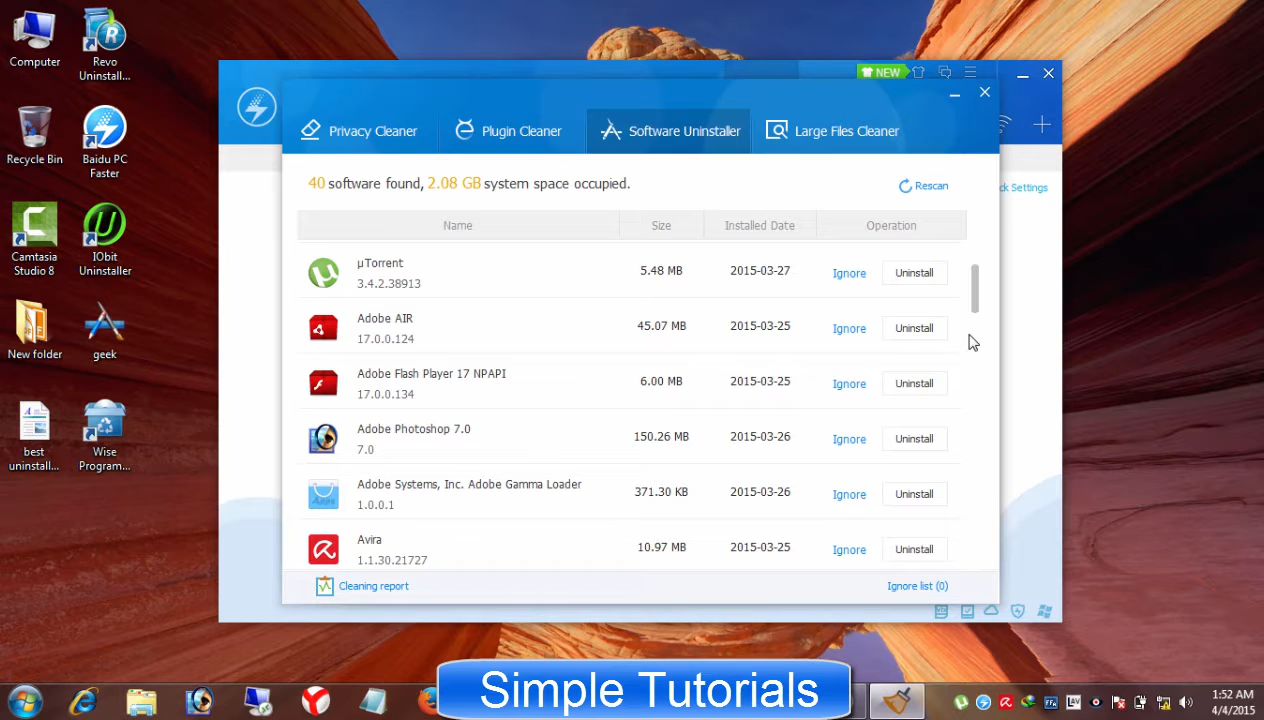 Computer
Revo
Uninstall...
Recycle Bin
Baidu PC
Faster
Camtasia
Studio 8
IObit
Uninstaller
New folder
geek
best
uninstall...
Wise
Program...
NEW
Privacy Cleaner
Plugin Cleaner
Software Uninstaller
Large Files Cleaner
40 software found, 2.08 GB system space occupied.
Rescan
ck Settings
Name Size Installed Date Operation
µTorrent
3.4.2.38913
5.48 MB 2015-03-27 Ignore Uninstall
Adobe AIR
17.0.0.124
45.07 MB 2015-03-25 Ignore Uninstall
Adobe Flash Player 17 NPAPI
17.0.0.134
6.00 MB 2015-03-25 Ignore Uninstall
Adobe Photoshop 7.0
7.0
150.26 MB 2015-03-26 Ignore Uninstall
Adobe Systems, Inc. Adobe Gamma Loader
1.0.0.1
371.30 KB 2015-03-26 Ignore Uninstall
Avira
1.1.30.21727
10.97 MB 2015-03-25 Ignore Uninstall
Cleaning report
Ignore list (0)
Simple Tutorials
1:52 AM
4/4/2015